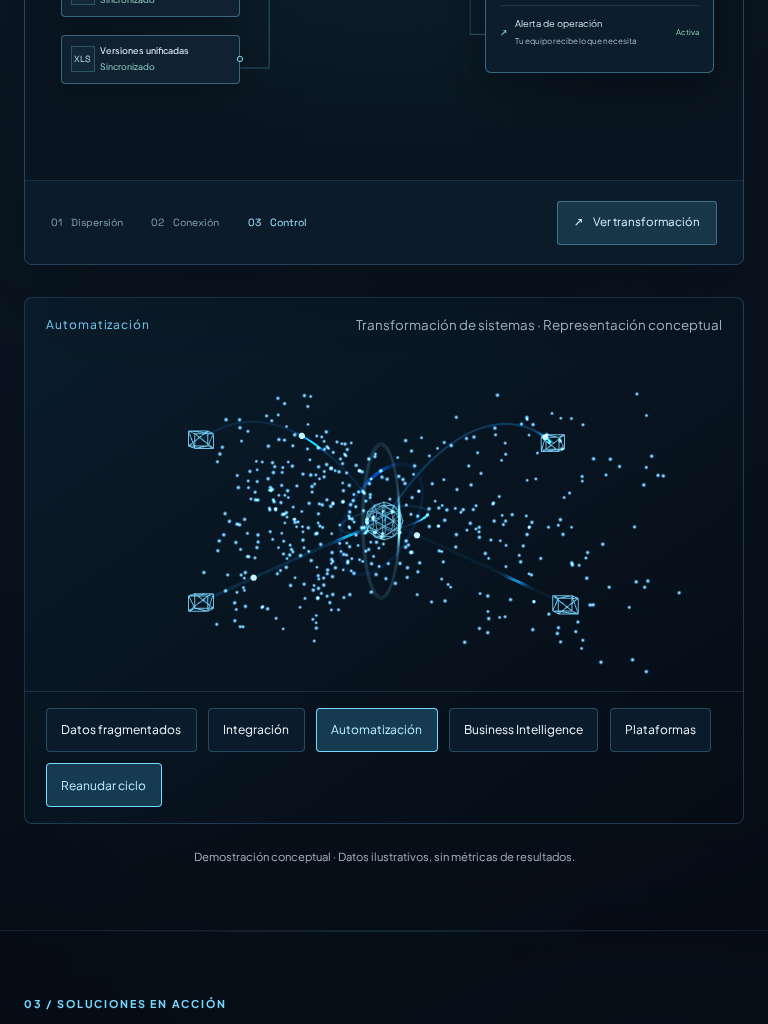 Sincronizado
XLS
Versiones unificadas
Sincronizado
↗
Alerta de operación
Tu equipo recibe lo que necesita
Activa
01 Dispersión
02 Conexión
03 Control
↗ Ver transformación
Automatización
Transformación de sistemas · Representación conceptual
Datos fragmentados
Integración
Automatización
Business Intelligence
Plataformas
Reanudar ciclo
Demostración conceptual · Datos ilustrativos, sin métricas de resultados.
03 / SOLUCIONES EN ACCIÓN